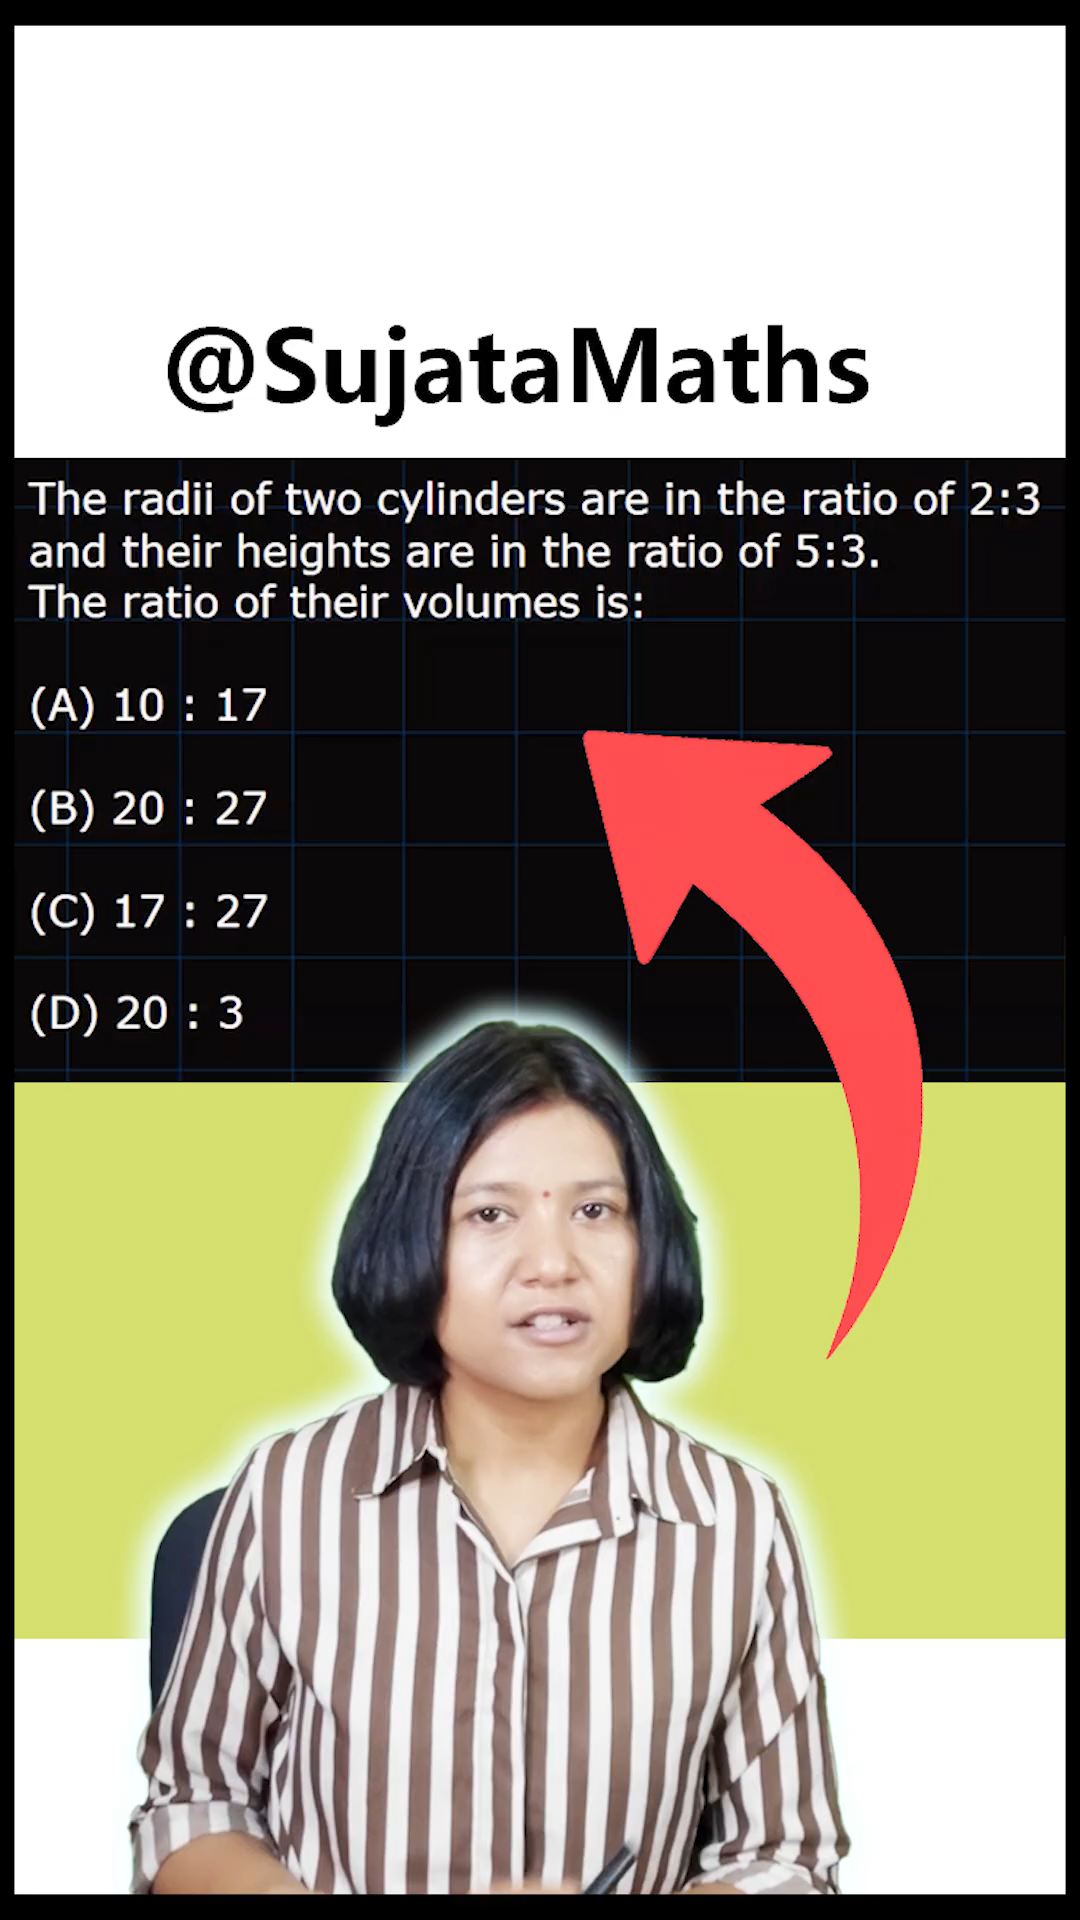 @SujataMaths
The radii of two cylinders are in the ratio of 2:3
and their heights are in the ratio of 5:3.
The ratio of their volumes is:
(A) 10 : 17
(B) 20 : 27
(C) 17 : 27
(D) 20 : 3